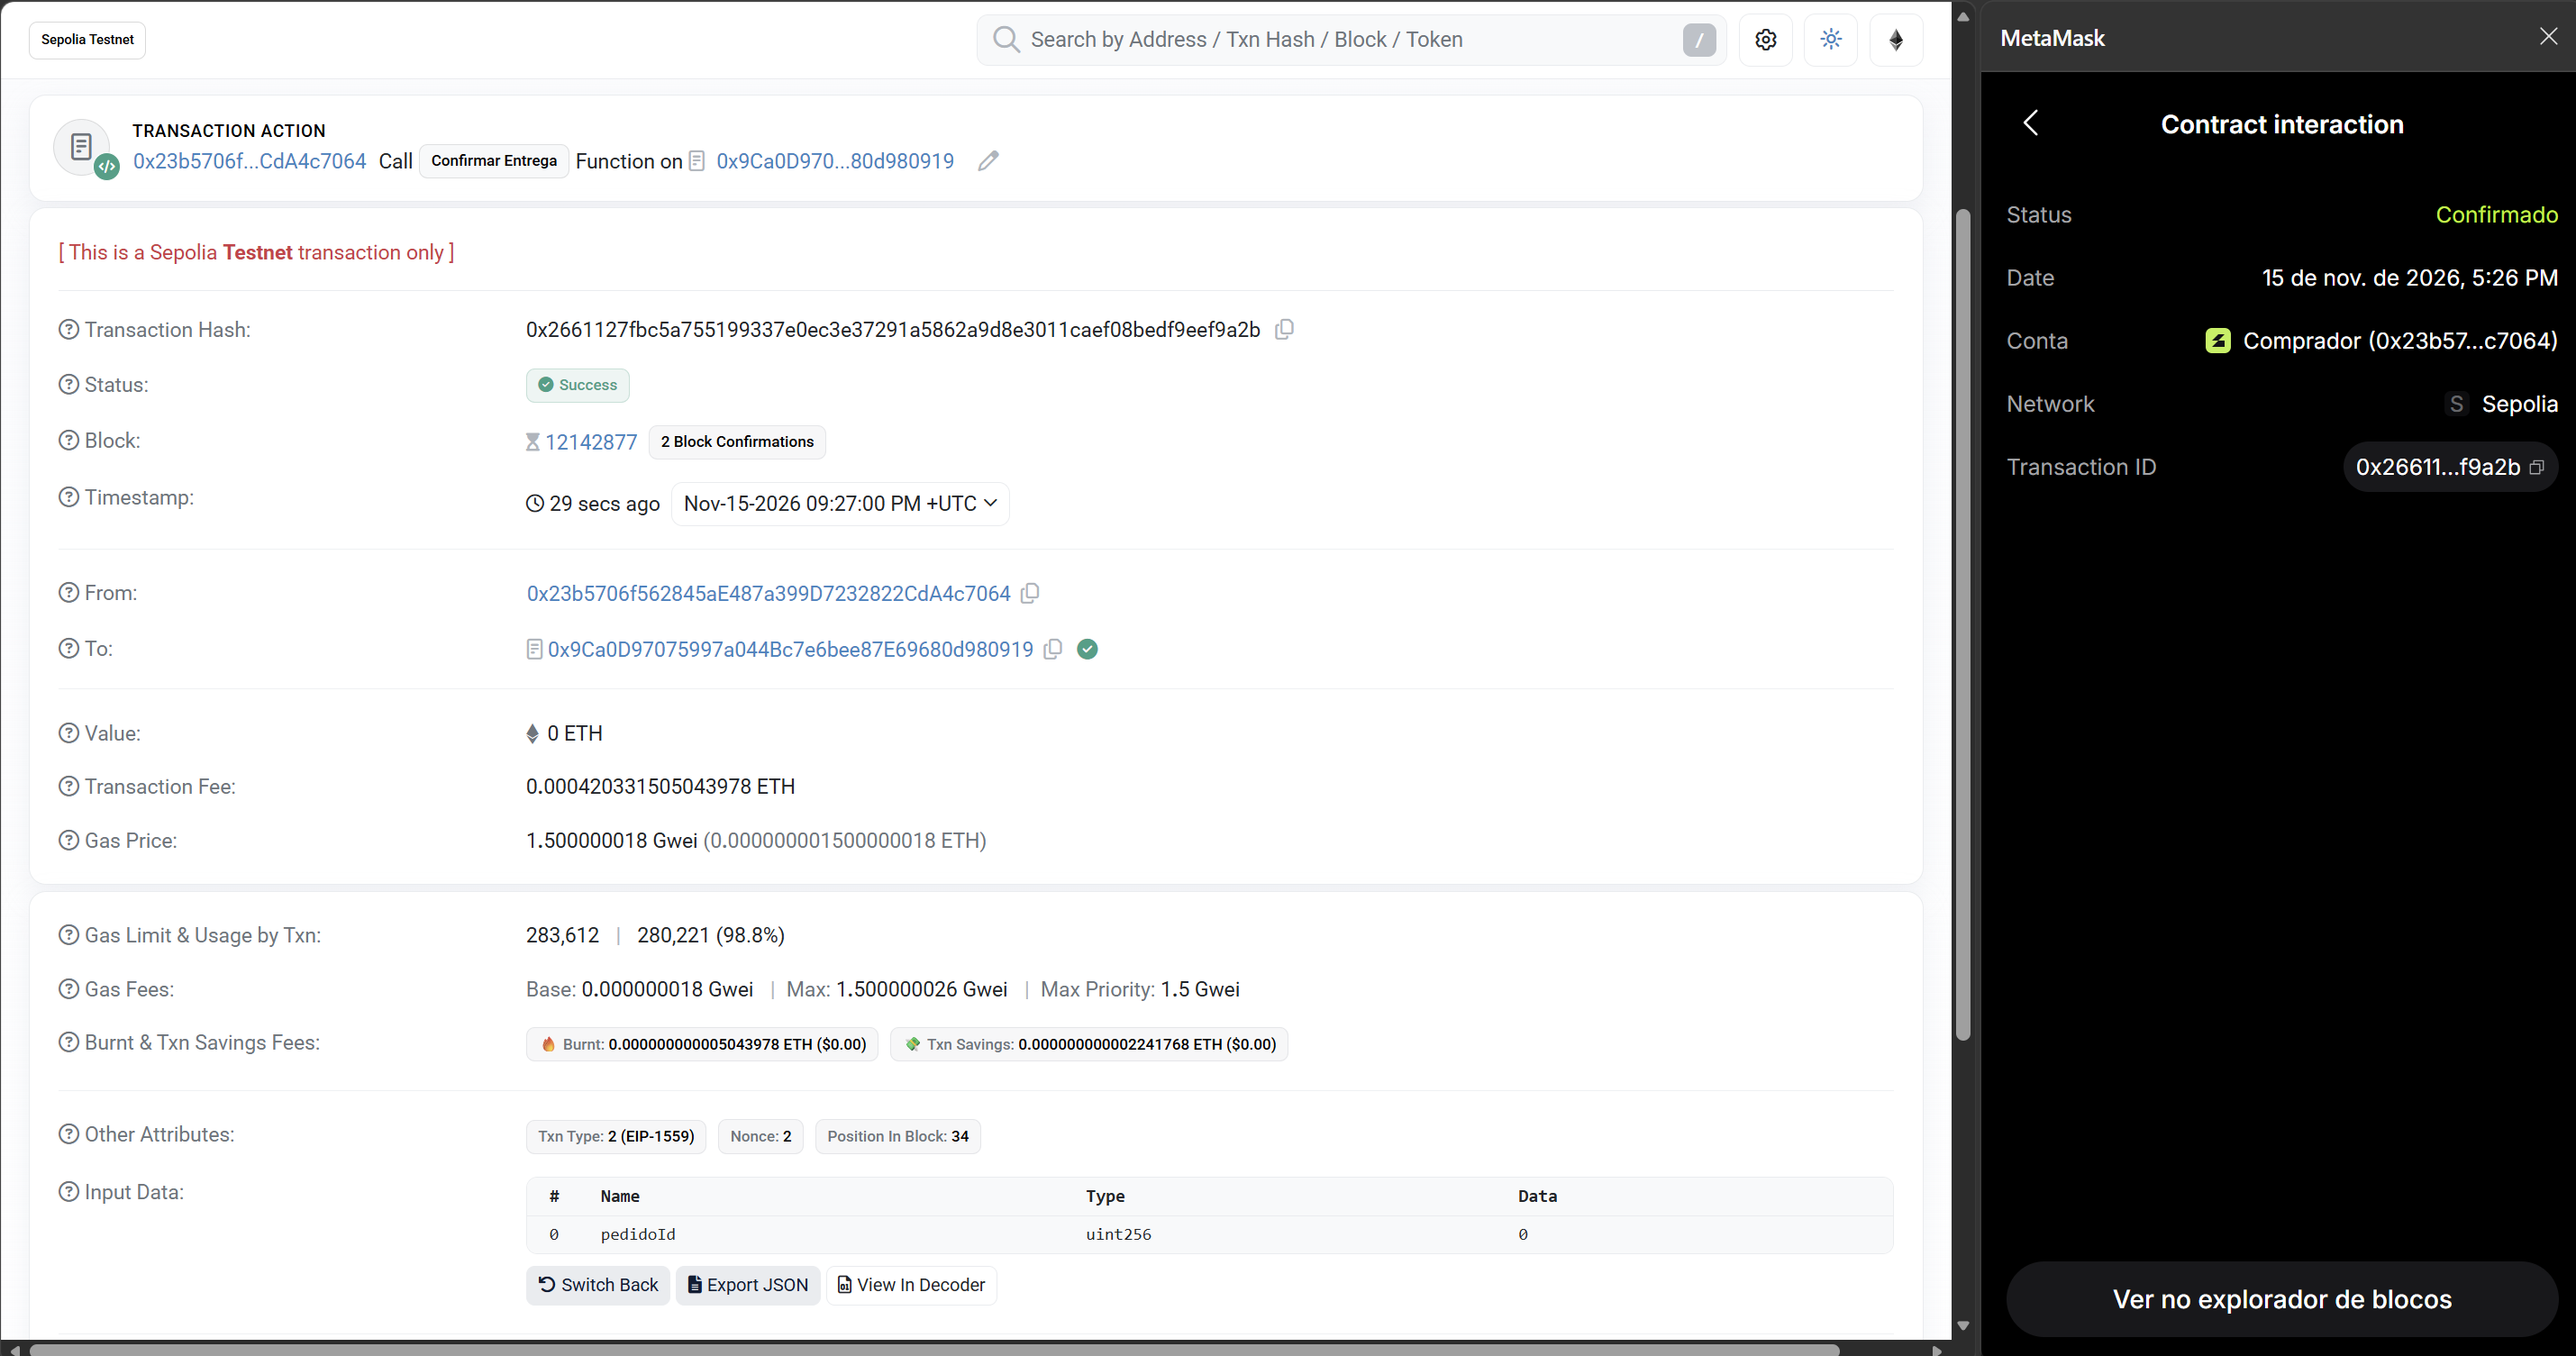 Sepolia Testnet
Search by Address / Txn Hash / Block / Token
/
TRANSACTION ACTION
0x23b5706f...CdA4c7064 Call Confirmar Entrega Function on 0x9Ca0D970...80d980919
[ This is a Sepolia Testnet transaction only ]
Transaction Hash: 0x2661127fbc5a755199337e0ec3e37291a5862a9d8e3011caef08bedf9eef9a2b
Status: Success
Block: 12142877 2 Block Confirmations
Timestamp: 29 secs ago Nov-15-2026 09:27:00 PM +UTC
From: 0x23b5706f562845aE487a399D7232822CdA4c7064
To: 0x9Ca0D97075997a044Bc7e6bee87E69680d980919
Value: 0 ETH
Transaction Fee: 0.000420331505043978 ETH
Gas Price: 1.500000018 Gwei (0.000000001500000018 ETH)
Gas Limit & Usage by Txn: 283,612 | 280,221 (98.8%)
Gas Fees: Base: 0.000000018 Gwei | Max: 1.500000026 Gwei | Max Priority: 1.5 Gwei
Burnt & Txn Savings Fees: Burnt: 0.000000000005043978 ETH ($0.00) Txn Savings: 0.000000000002241768 ETH ($0.00)
Other Attributes: Txn Type: 2 (EIP-1559) Nonce: 2 Position In Block: 34
Input Data:
# Name Type Data
0 pedidoId uint256 0
Switch Back Export JSON View In Decoder
MetaMask
Contract interaction
Status Confirmado
Date 15 de nov. de 2026, 5:26 PM
Conta Comprador (0x23b57...c7064)
Network S Sepolia
Transaction ID 0x26611...f9a2b
Ver no explorador de blocos